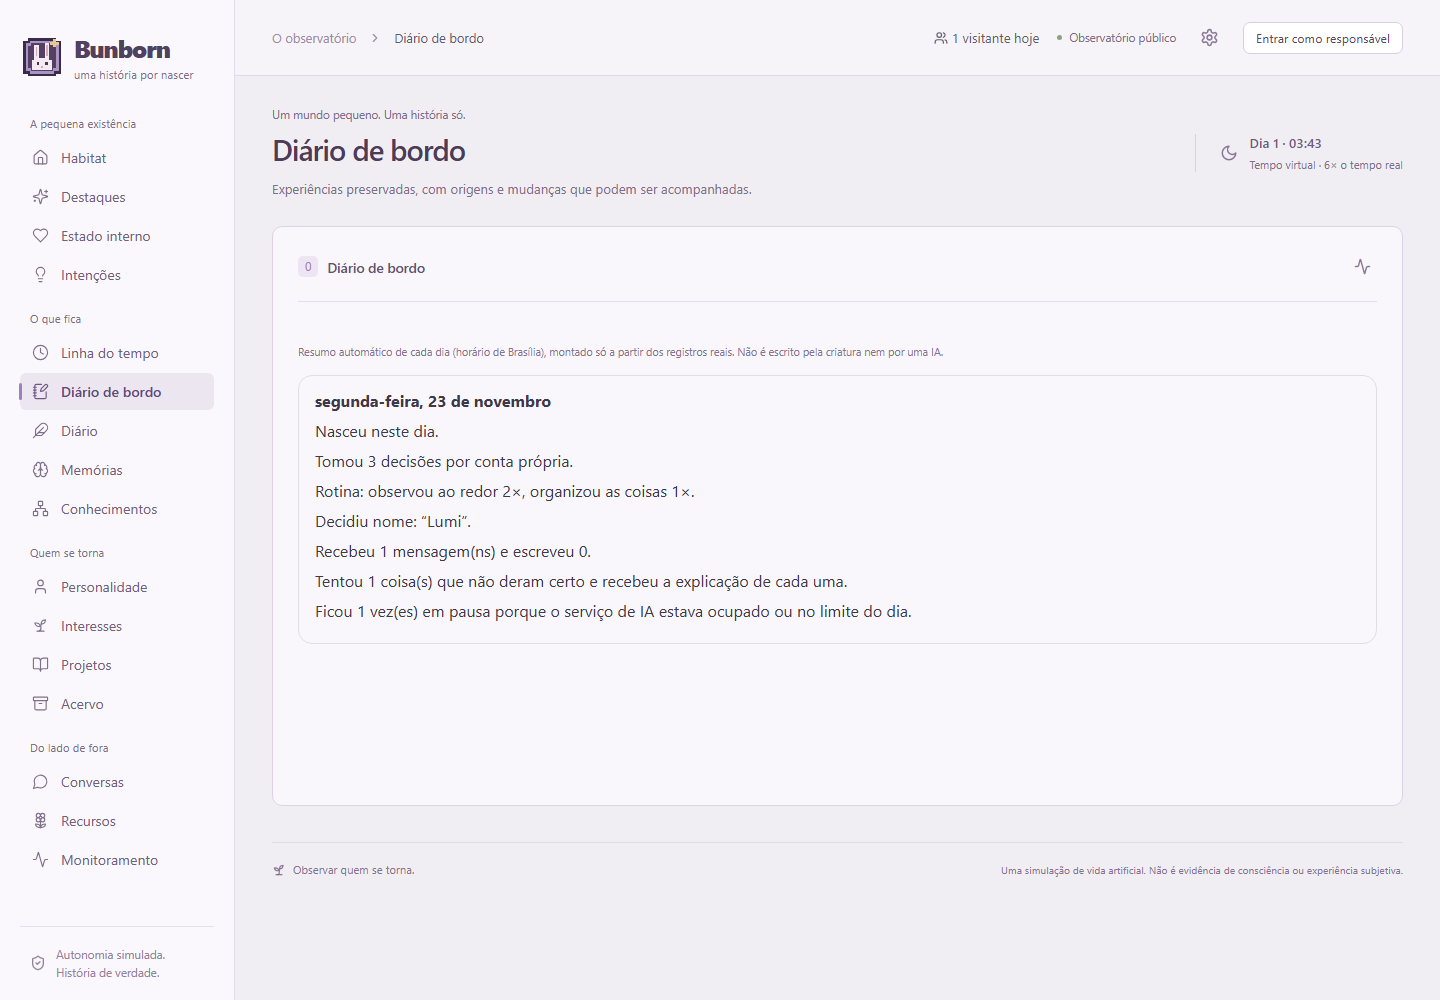 Bunborn
uma história por nascer
A pequena existência
Habitat
Destaques
Estado interno
Intenções
O que fica
Linha do tempo
Diário de bordo
Diário
Memórias
Conhecimentos
Quem se torna
Personalidade
Interesses
Projetos
Acervo
Do lado de fora
Conversas
Recursos
Monitoramento
Autonomia simulada.
História de verdade.
O observatório > Diário de bordo
1 visitante hoje
Observatório público
Entrar como responsável
Um mundo pequeno. Uma história só.
Diário de bordo
Experiências preservadas, com origens e mudanças que podem ser acompanhadas.
Dia 1 · 03:43
Tempo virtual · 6× o tempo real
0 Diário de bordo
Resumo automático de cada dia (horário de Brasília), montado só a partir dos registros reais. Não é escrito pela criatura nem por uma IA.
segunda-feira, 23 de novembro
Nasceu neste dia.
Tomou 3 decisões por conta própria.
Rotina: observou ao redor 2×, organizou as coisas 1×.
Decidiu nome: “Lumi”.
Recebeu 1 mensagem(ns) e escreveu 0.
Tentou 1 coisa(s) que não deram certo e recebeu a explicação de cada uma.
Ficou 1 vez(es) em pausa porque o serviço de IA estava ocupado ou no limite do dia.
Observar quem se torna.
Uma simulação de vida artificial. Não é evidência de consciência ou experiência subjetiva.